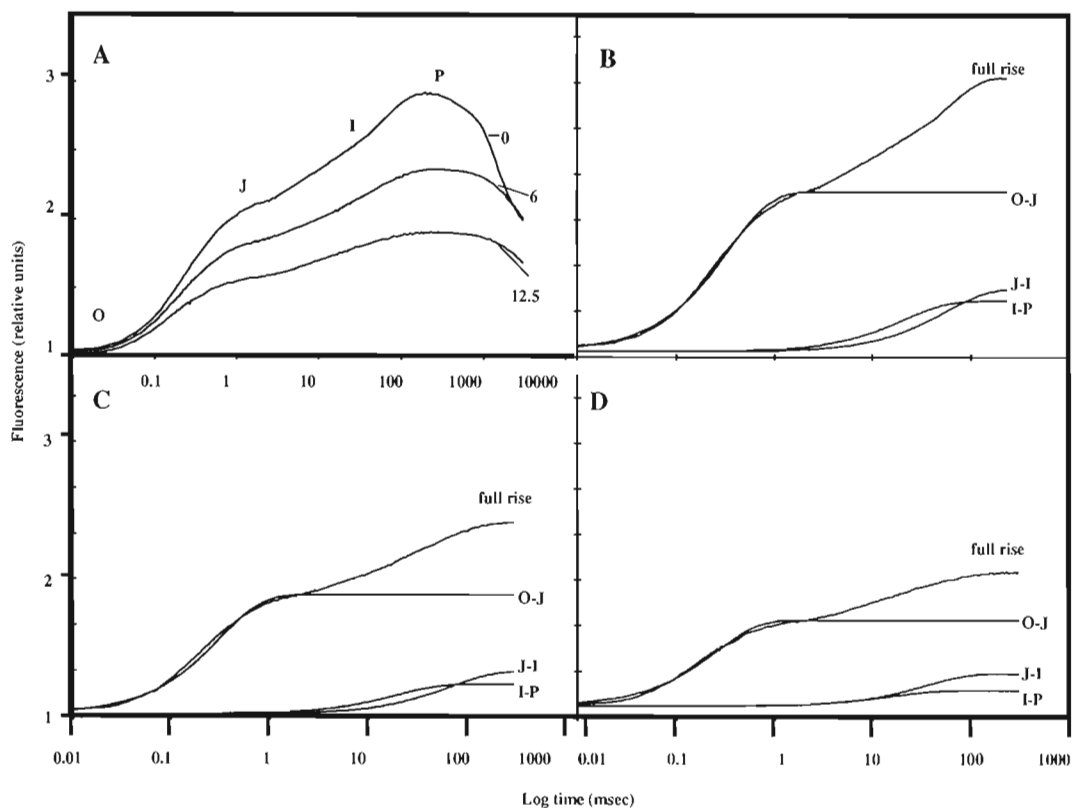 A
P
3
I
0
J
2
6
12.5
O
1
0.1 1 10 100 1000 10000
B
full rise
O-J
J-I
I-P
Fluorescence (relative units)
C
3
full rise
2
O-J
J-I
I-P
1
0.01 0.1 1 10 100 1000
D
full rise
O-J
J-I
I-P
0.01 0.1 1 10 100 1000
Log time (msec)